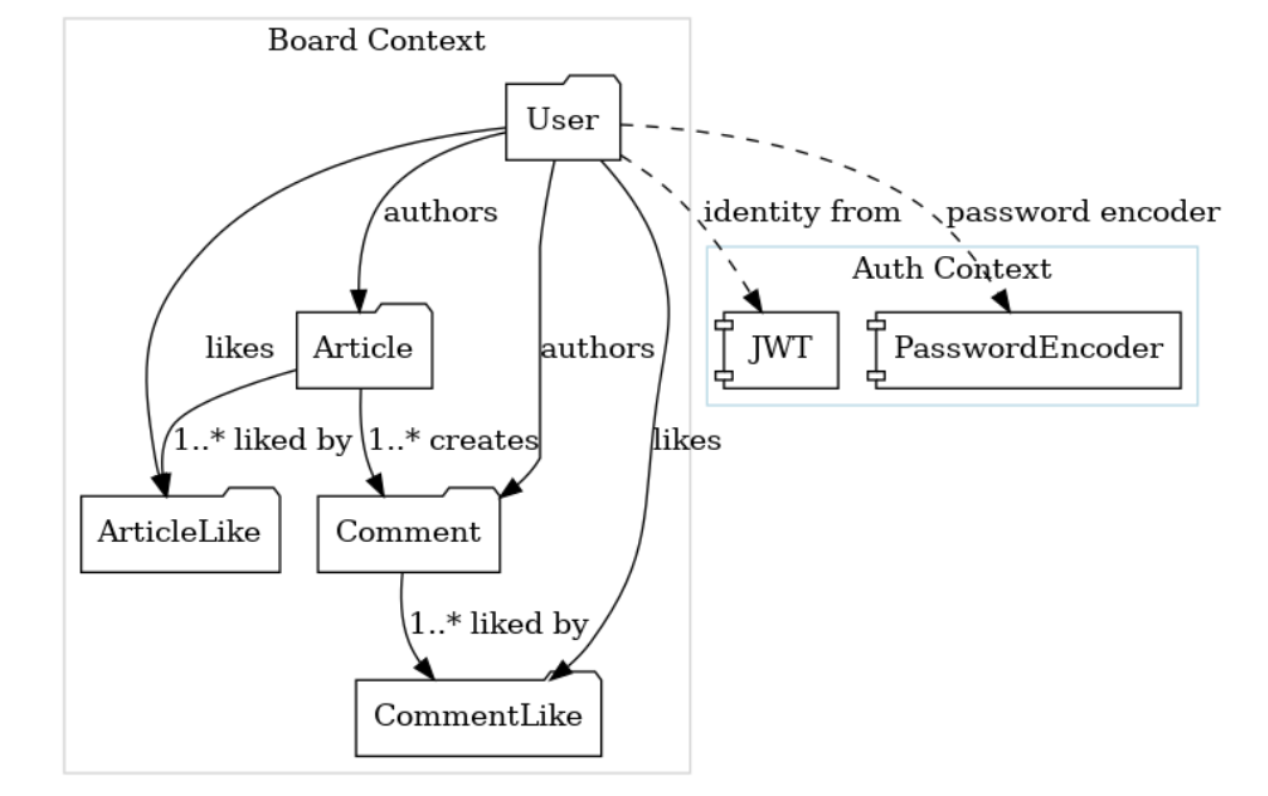 Board Context
User
authors
identity from
password encoder
Auth Context
likes
Article
authors
JWT
PasswordEncoder
1..* liked by
1..* creates
likes
ArticleLike
Comment
1..* liked by
CommentLike